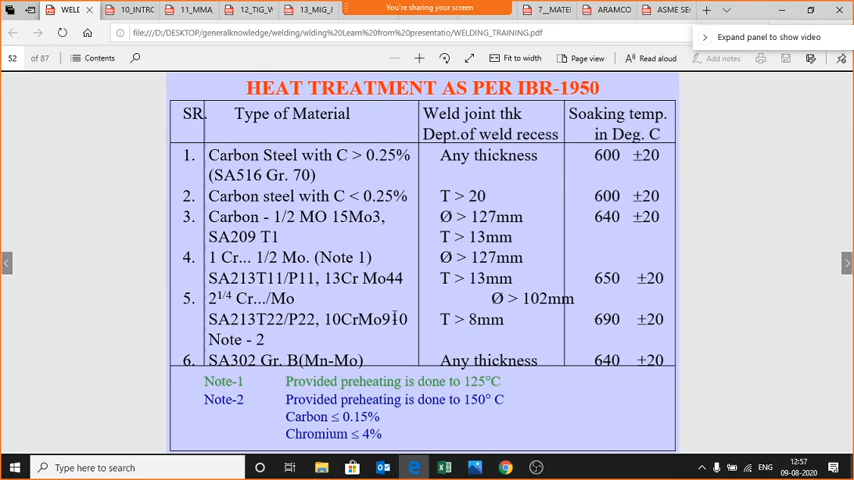 WELD
10_INTRO
11_MMA
12_TIG_W
13_MIG_
You're sharing your screen
7__MATE
ARAMCO
ASME SE
file:///D:/DESKTOP/generalknowledge/welding/wlding%20Learn%20from%20presentatio/WELDING_TRAINING.pdf
Expand panel to show video
52 of 87
Contents
Fit to width
Page view
Read aloud
Add notes
HEAT TREATMENT AS PER IBR-1950
SR. Type of Material Weld joint thk Soaking temp.
Dept.of weld recess in Deg. C
1. Carbon Steel with C > 0.25% Any thickness 600 ±20
(SA516 Gr. 70)
2. Carbon steel with C < 0.25% T > 20 600 ±20
3. Carbon - 1/2 MO 15Mo3, Ø > 127mm 640 ±20
SA209 T1 T > 13mm
4. 1 Cr... 1/2 Mo. (Note 1) Ø > 127mm
SA213T11/P11, 13Cr Mo44 T > 13mm 650 ±20
5. 2 1/4 Cr.../Mo Ø > 102mm
SA213T22/P22, 10CrMo910 T > 8mm 690 ±20
Note - 2
6. SA302 Gr. B(Mn-Mo) Any thickness 640 ±20
Note-1 Provided preheating is done to 125°C
Note-2 Provided preheating is done to 150° C
Carbon ≤ 0.15%
Chromium ≤ 4%
Type here to search
ENG
12:57
09-08-2020